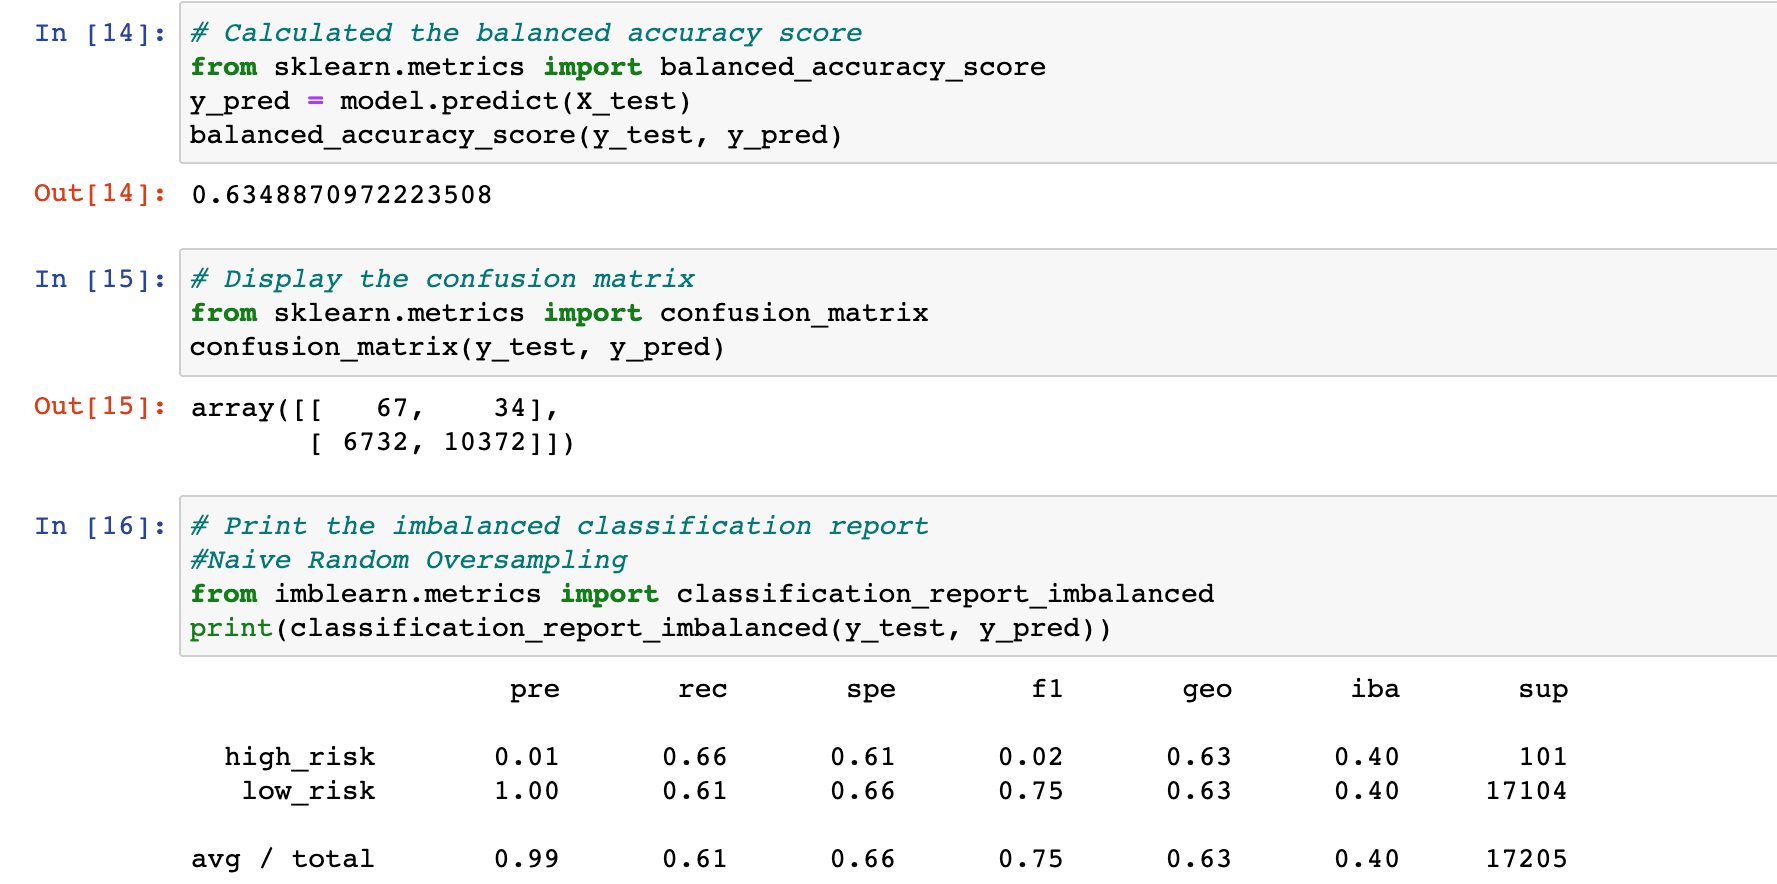 In [14]: # Calculated the balanced accuracy score
from sklearn.metrics import balanced_accuracy_score
y_pred = model.predict(X_test)
balanced_accuracy_score(y_test, y_pred)
Out[14]: 0.6348870972223508
In [15]: # Display the confusion matrix
from sklearn.metrics import confusion_matrix
confusion_matrix(y_test, y_pred)
Out[15]: array([[   67,    34],
       [ 6732, 10372]])
In [16]: # Print the imbalanced classification report
#Naive Random Oversampling
from imblearn.metrics import classification_report_imbalanced
print(classification_report_imbalanced(y_test, y_pred))
pre rec spe f1 geo iba sup
high_risk 0.01 0.66 0.61 0.02 0.63 0.40 101
low_risk 1.00 0.61 0.66 0.75 0.63 0.40 17104
avg / total 0.99 0.61 0.66 0.75 0.63 0.40 17205